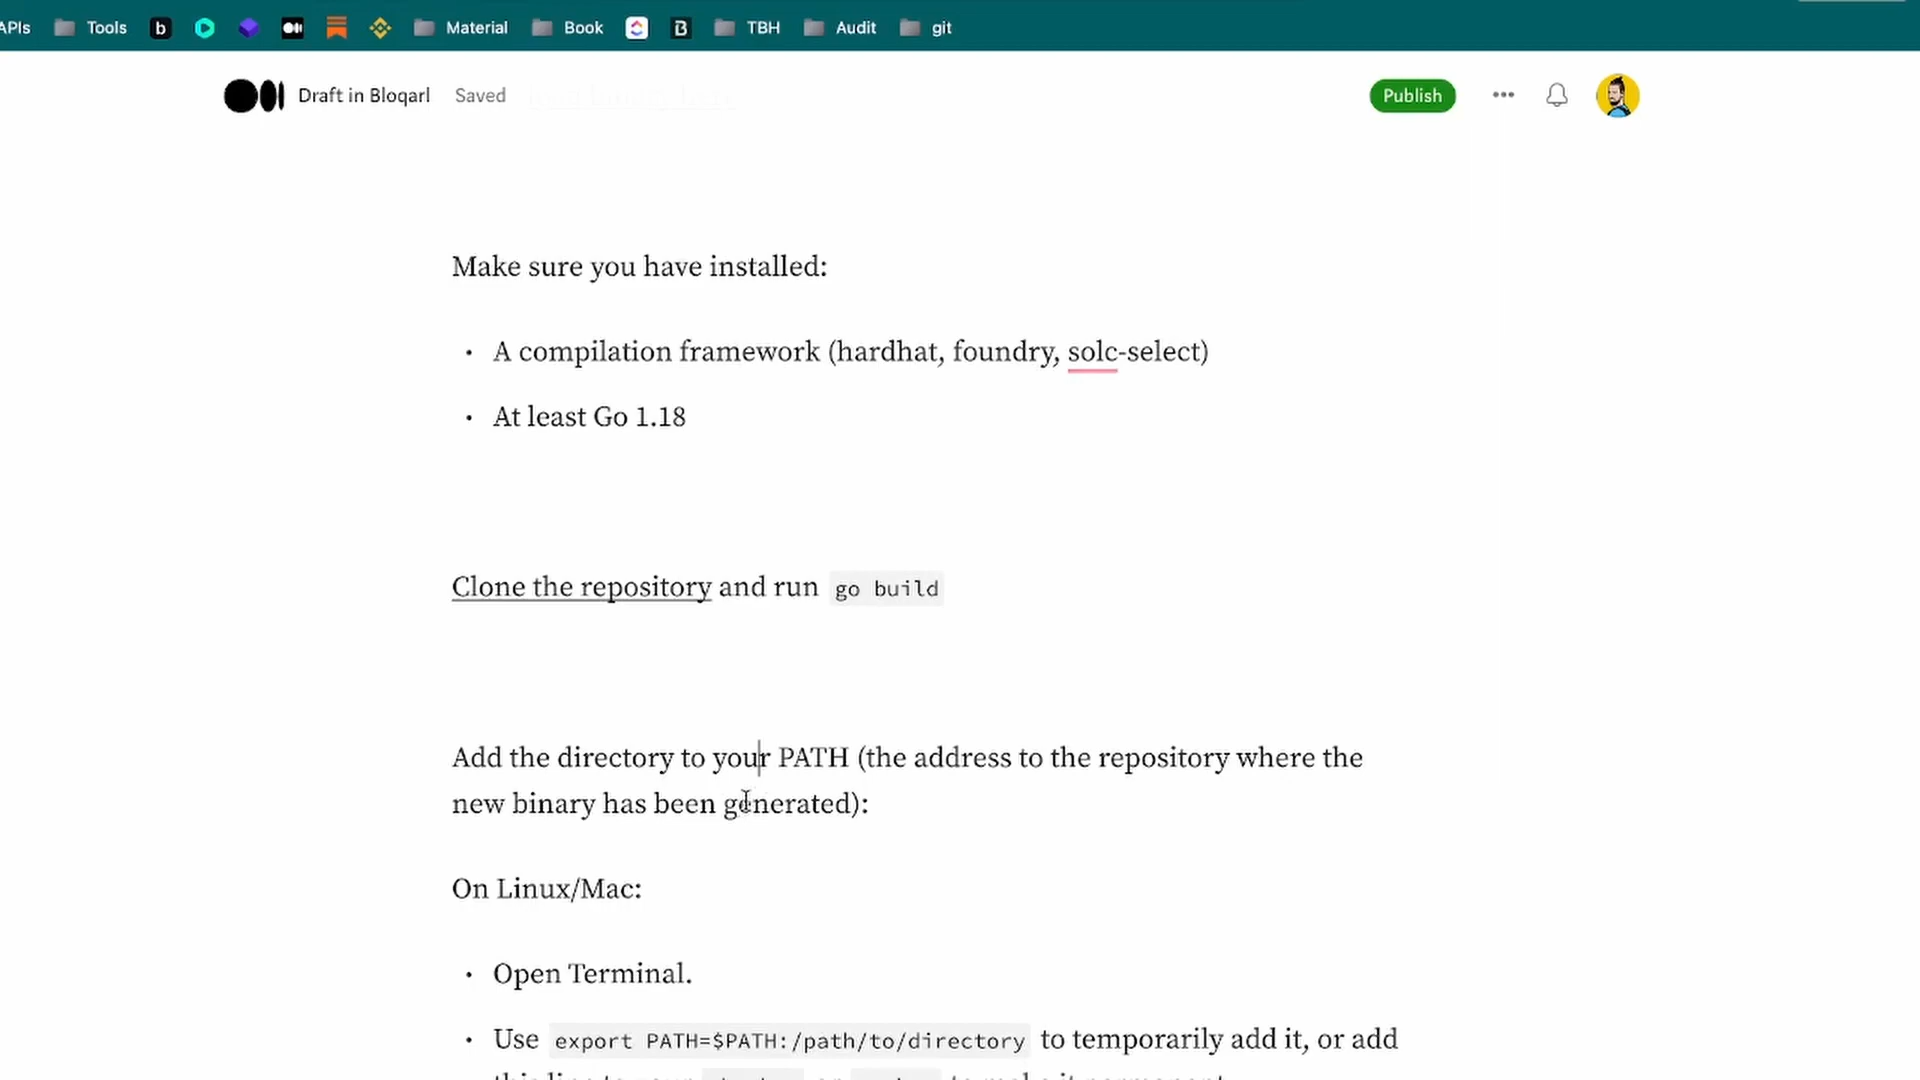 APIs Tools Material Book TBH Audit git
Draft in Bloqarl Saved Publish
Make sure you have installed:
• A compilation framework (hardhat, foundry, solc-select)
• At least Go 1.18
Clone the repository and run go build
Add the directory to your PATH (the address to the repository where the
new binary has been generated):
On Linux/Mac:
• Open Terminal.
• Use export PATH=$PATH:/path/to/directory to temporarily add it, or add